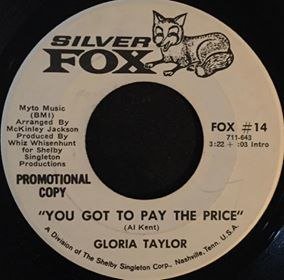 SILVER
FOX
Myto Music
(BMI)
Arranged By
McKinley Jackson
Produced By
Whiz Whisenhunt for
Shelby
Singleton
Productions
FOX #14
711-643
3:22 + :03 Intro
PROMOTIONAL
COPY
"YOU GOT TO PAY THE PRICE"
(Al Kent)
GLORIA TAYLOR
A Division of The Shelby Singleton Corp., Nashville, Tenn. U.S.A.